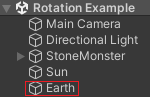 Rotation Example
Main Camera
Directional Light
StoneMonster
Sun
Earth